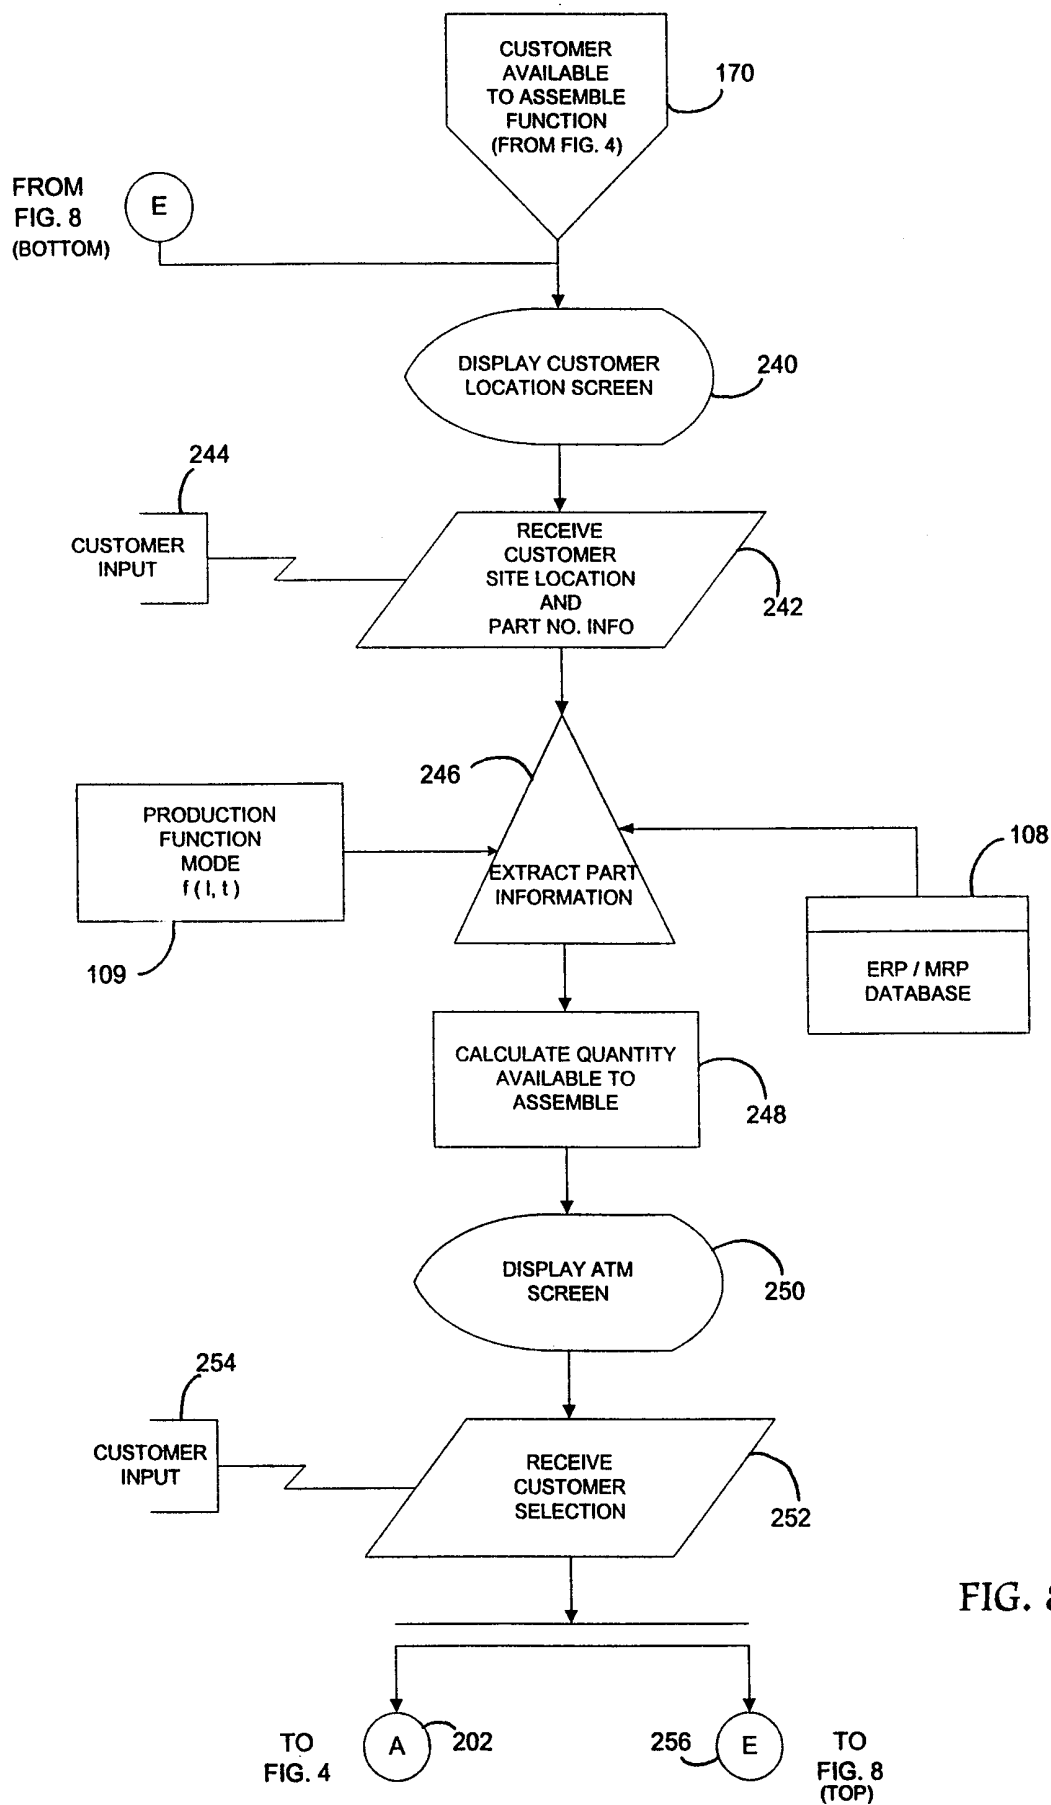 CUSTOMER
AVAILABLE
TO ASSEMBLE
FUNCTION
(FROM FIG. 4)
170
FROM
FIG. 8
(BOTTOM)
E
DISPLAY CUSTOMER
LOCATION SCREEN
240
244
CUSTOMER
INPUT
RECEIVE
CUSTOMER
SITE LOCATION
AND
PART NO. INFO
242
246
PRODUCTION
FUNCTION
MODE
f ( I, t )
109
EXTRACT PART
INFORMATION
108
ERP / MRP
DATABASE
CALCULATE QUANTITY
AVAILABLE TO
ASSEMBLE
248
DISPLAY ATM
SCREEN
250
254
CUSTOMER
INPUT
RECEIVE
CUSTOMER
SELECTION
252
FIG. 8
TO
FIG. 4
A
202
256
E
TO
FIG. 8
(TOP)